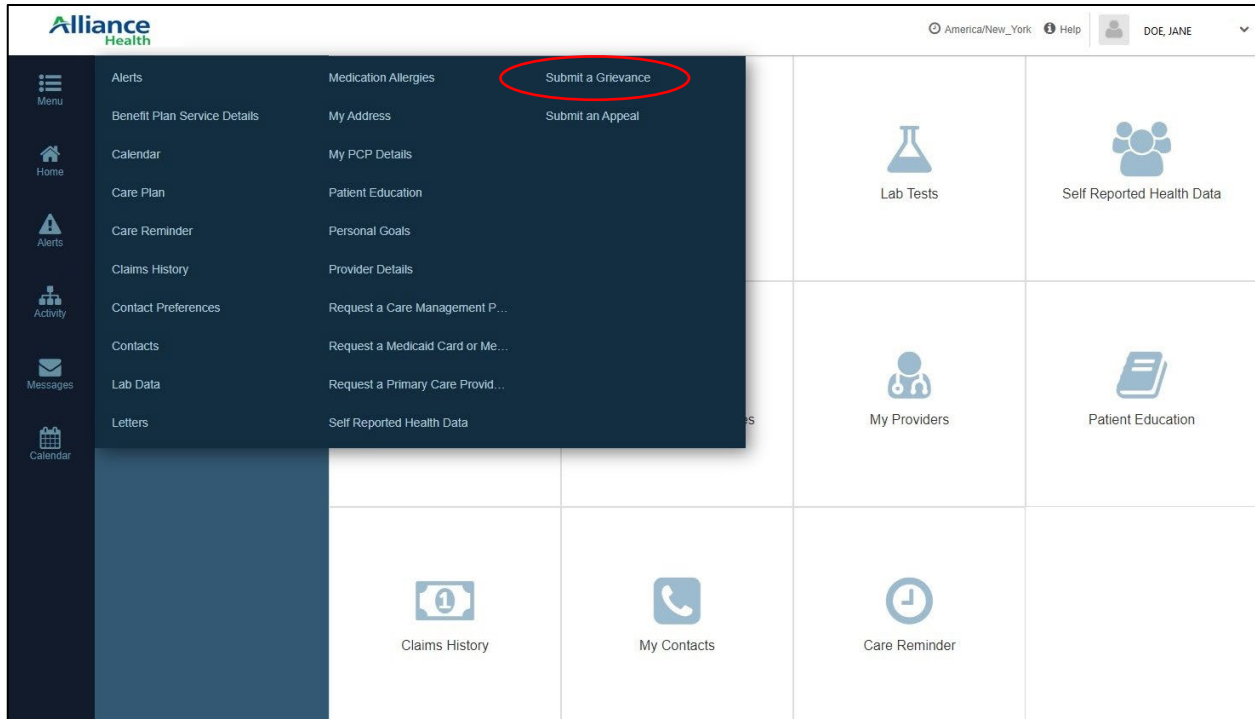 Alliance
Health
America/New_York Help DOE, JANE
Menu
Home
Alerts
Activity
Messages
Calendar
Alerts
Benefit Plan Service Details
Calendar
Care Plan
Care Reminder
Claims History
Contact Preferences
Contacts
Lab Data
Letters
Medication Allergies
My Address
My PCP Details
Patient Education
Personal Goals
Provider Details
Request a Care Management P...
Request a Medicaid Card or Me...
Request a Primary Care Provid...
Self Reported Health Data
Submit a Grievance
Submit an Appeal
Lab Tests
Self Reported Health Data
My Providers
Patient Education
1
Claims History
My Contacts
Care Reminder